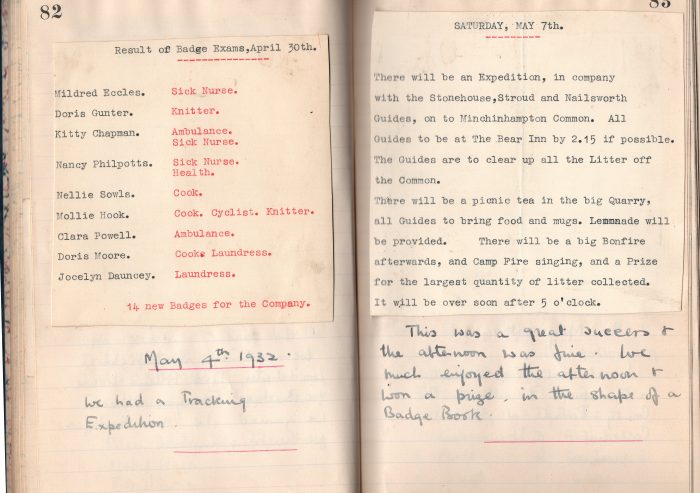 82
Result of Badge Exams,April 30th.
Mildred Eccles. Sick Nurse.
Doris Gunter. Knitter.
Kitty Chapman. Ambulance.
Sick Nurse.
Nancy Philpotts. Sick Nurse.
Health.
Nellie Sowls. Cook.
Mollie Hook. Cook. Cyclist. Knitter.
Clara Powell. Ambulance.
Doris Moore. Cook. Laundress.
Jocelyn Dauncey. Laundress.
14 new Badges for the Company.
May 4th 1932.
We had a Tracking
Expedition.
83
SATURDAY, MAY 7th.
There will be an Expedition, in company
with the Stonehouse,Stroud and Nailsworth
Guides, on to Minchinhampton Common. All
Guides to be at The Bear Inn by 2.15 if possible.
The Guides are to clear up all the Litter off
the Common.
There will be a picnic tea in the big Quarry,
all Guides to bring food and mugs. Lemonade will
be provided. There will be a big Bonfire
afterwards, and Camp Fire singing, and a Prize
for the largest quantity of litter collected.
It will be over soon after 5 o'clock.
This was a great success &
the afternoon was fine. We
much enjoyed the afternoon &
won a prize, in the shape of a
Badge Book.